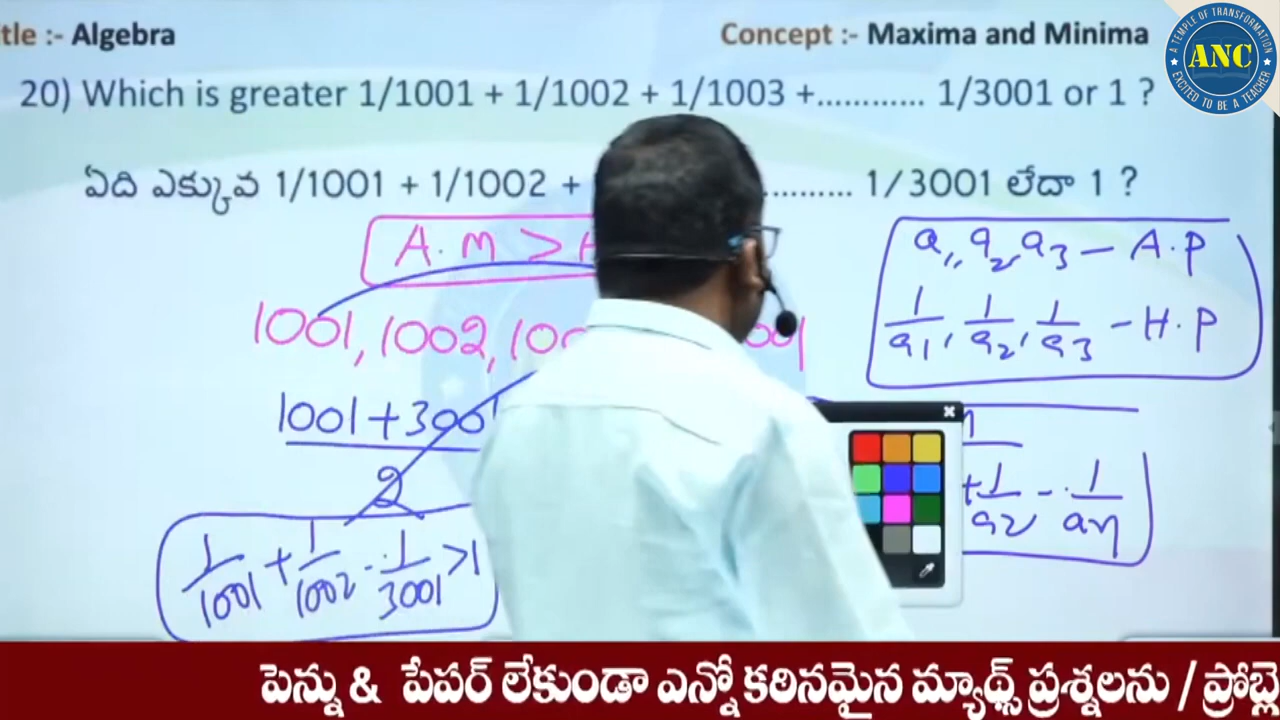 tle :- Algebra
Concept :- Maxima and Minima
A TEMPLE OF TRANSFORMATION
ANC
EXCITED TO BE A TEACHER
20) Which is greater 1/1001 + 1/1002 + 1/1003 +............ 1/3001 or 1 ?
ఏది ఎక్కువ 1/1001 + 1/1002 + .......... 1/3001 లేదా 1 ?
A.M >
a1, a2, a3 – A.P
1/a1, 1/a2, 1/a3 – H.P
1001, 1002,
1001+3001
2
+ 1/a2 - - 1/an
1/1001 + 1/1002 - - 1/3001 >1
పెన్ను & పేపర్ లేకుండా ఎన్నో కఠినమైన మ్యాథ్స్ ప్రశ్నలను /